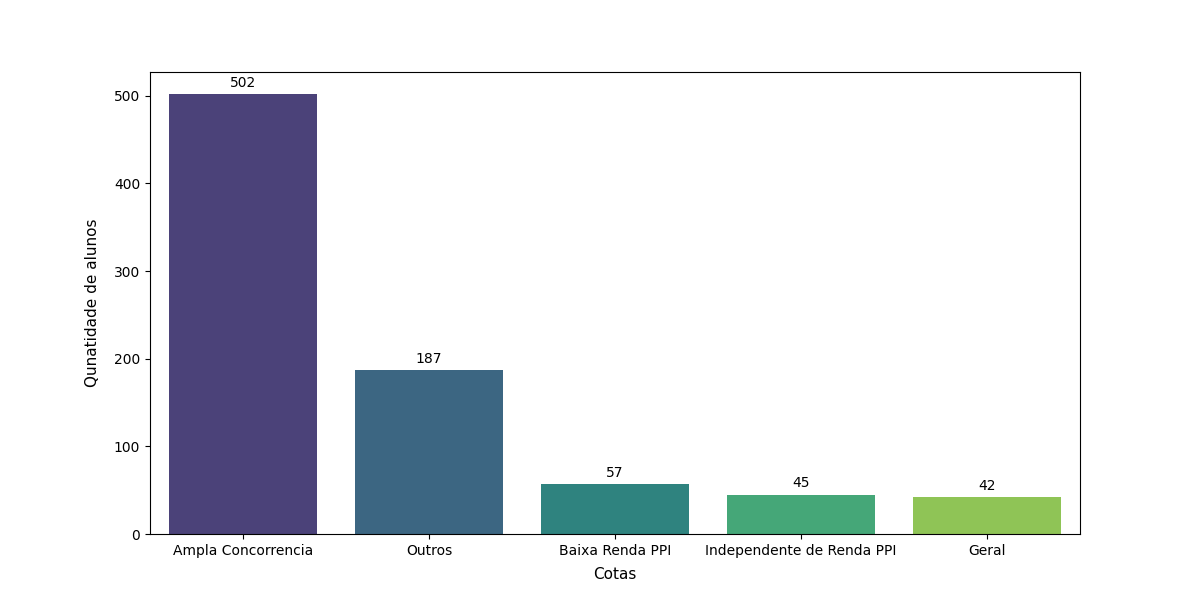 502
500
400
300
200
100
0
Qunatidade de alunos
187
57
45
42
Ampla Concorrencia
Outros
Baixa Renda PPI
Independente de Renda PPI
Geral
Cotas